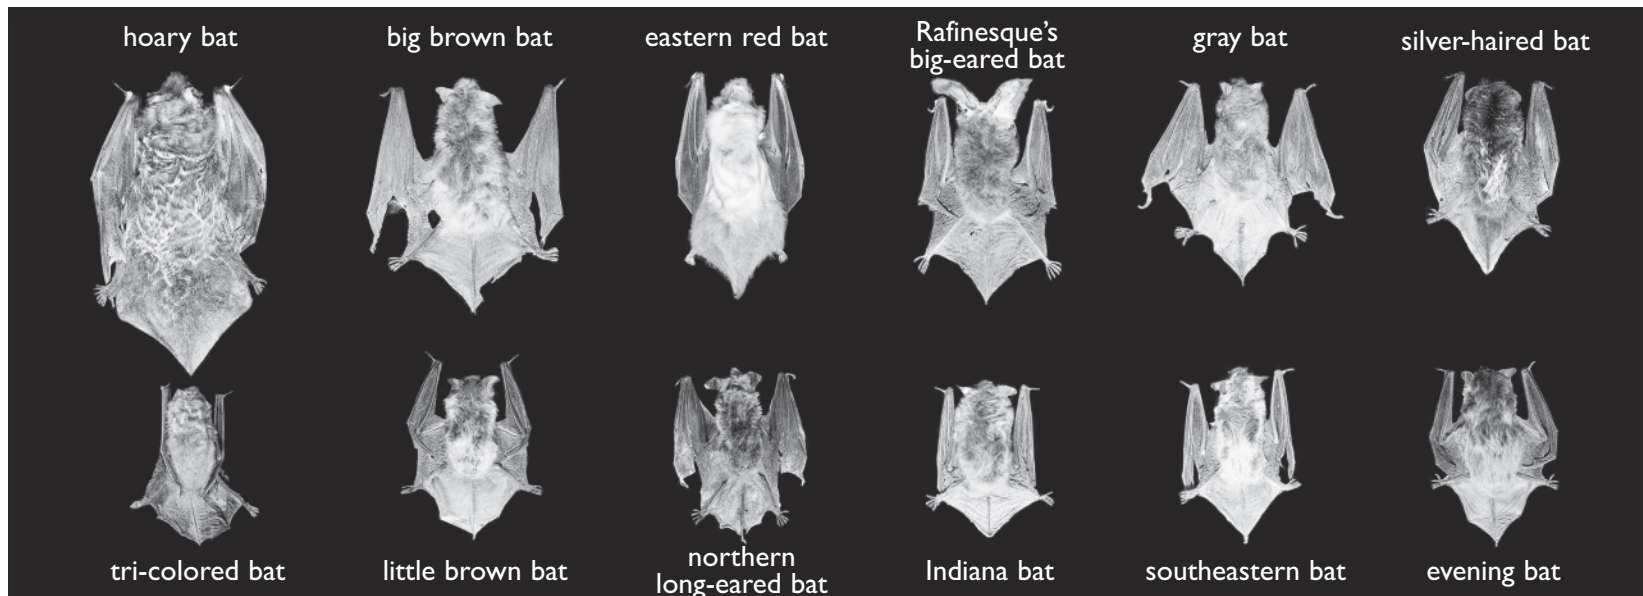 hoary bat
big brown bat
eastern red bat
Rafinesque’s
big-eared bat
gray bat
silver-haired bat
tri-colored bat
little brown bat
northern
long-eared bat
Indiana bat
southeastern bat
evening bat